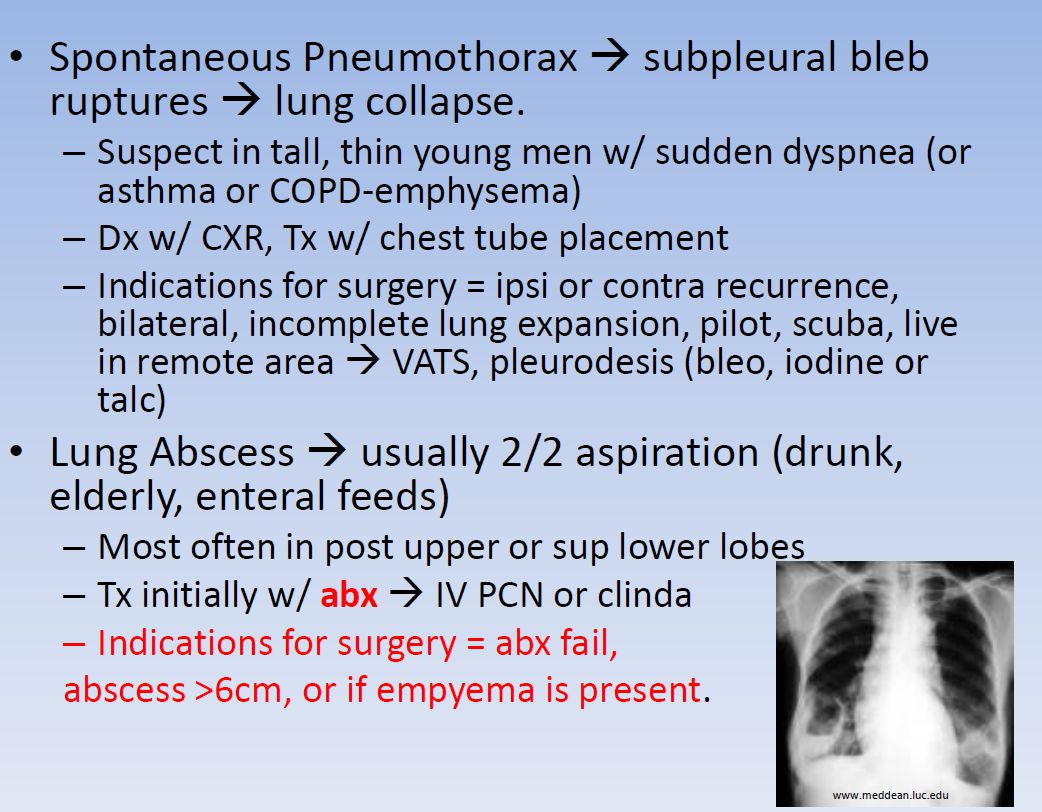 • Spontaneous Pneumothorax → subpleural bleb
ruptures → lung collapse.
– Suspect in tall, thin young men w/ sudden dyspnea (or
asthma or COPD-emphysema)
– Dx w/ CXR, Tx w/ chest tube placement
– Indications for surgery = ipsi or contra recurrence,
bilateral, incomplete lung expansion, pilot, scuba, live
in remote area → VATS, pleurodesis (bleo, iodine or
talc)
• Lung Abscess → usually 2/2 aspiration (drunk,
elderly, enteral feeds)
– Most often in post upper or sup lower lobes
– Tx initially w/ abx → IV PCN or clinda
– Indications for surgery = abx fail,
abscess >6cm, or if empyema is present.
www.meddean.luc.edu